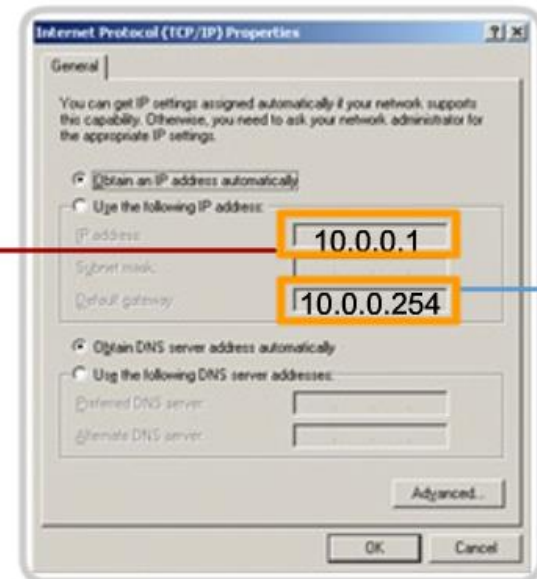 Internet Protocol (TCP/IP) Properties
General
You can get IP settings assigned automatically if your network supports
this capability. Otherwise, you need to ask your network administrator for
the appropriate IP settings.
Obtain an IP address automatically
Use the following IP address:
IP address:
10.0.0.1
Subnet mask:
Default gateway:
10.0.0.254
Obtain DNS server address automatically
Use the following DNS server addresses:
Preferred DNS server:
Alternate DNS server:
Advanced...
OK
Cancel